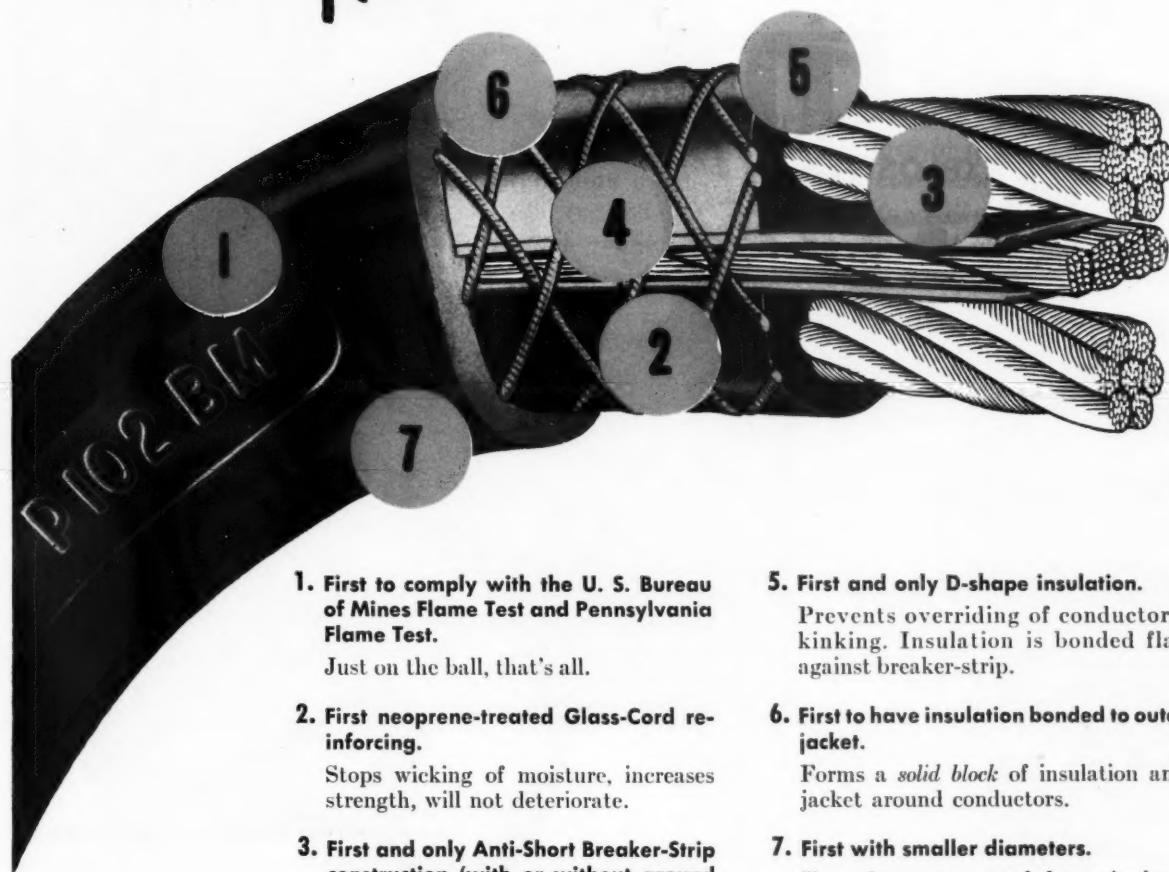 6
5
3
4
1
2
7
P102 BM
1. First to comply with the U. S. Bureau
of Mines Flame Test and Pennsylvania
Flame Test.
Just on the ball, that's all.
2. First neoprene-treated Glass-Cord re-
inforcing.
Stops wicking of moisture, increases
strength, will not deteriorate.
3. First and only Anti-Short Breaker-Strip
5. First and only D-shape insulation.
Prevents overriding of conductor
kinking. Insulation is bonded
against breaker-strip.
6. First to have insulation bonded to
jacket.
Forms a solid block of insulation
jacket around conductors.
7. First with smaller diameters.